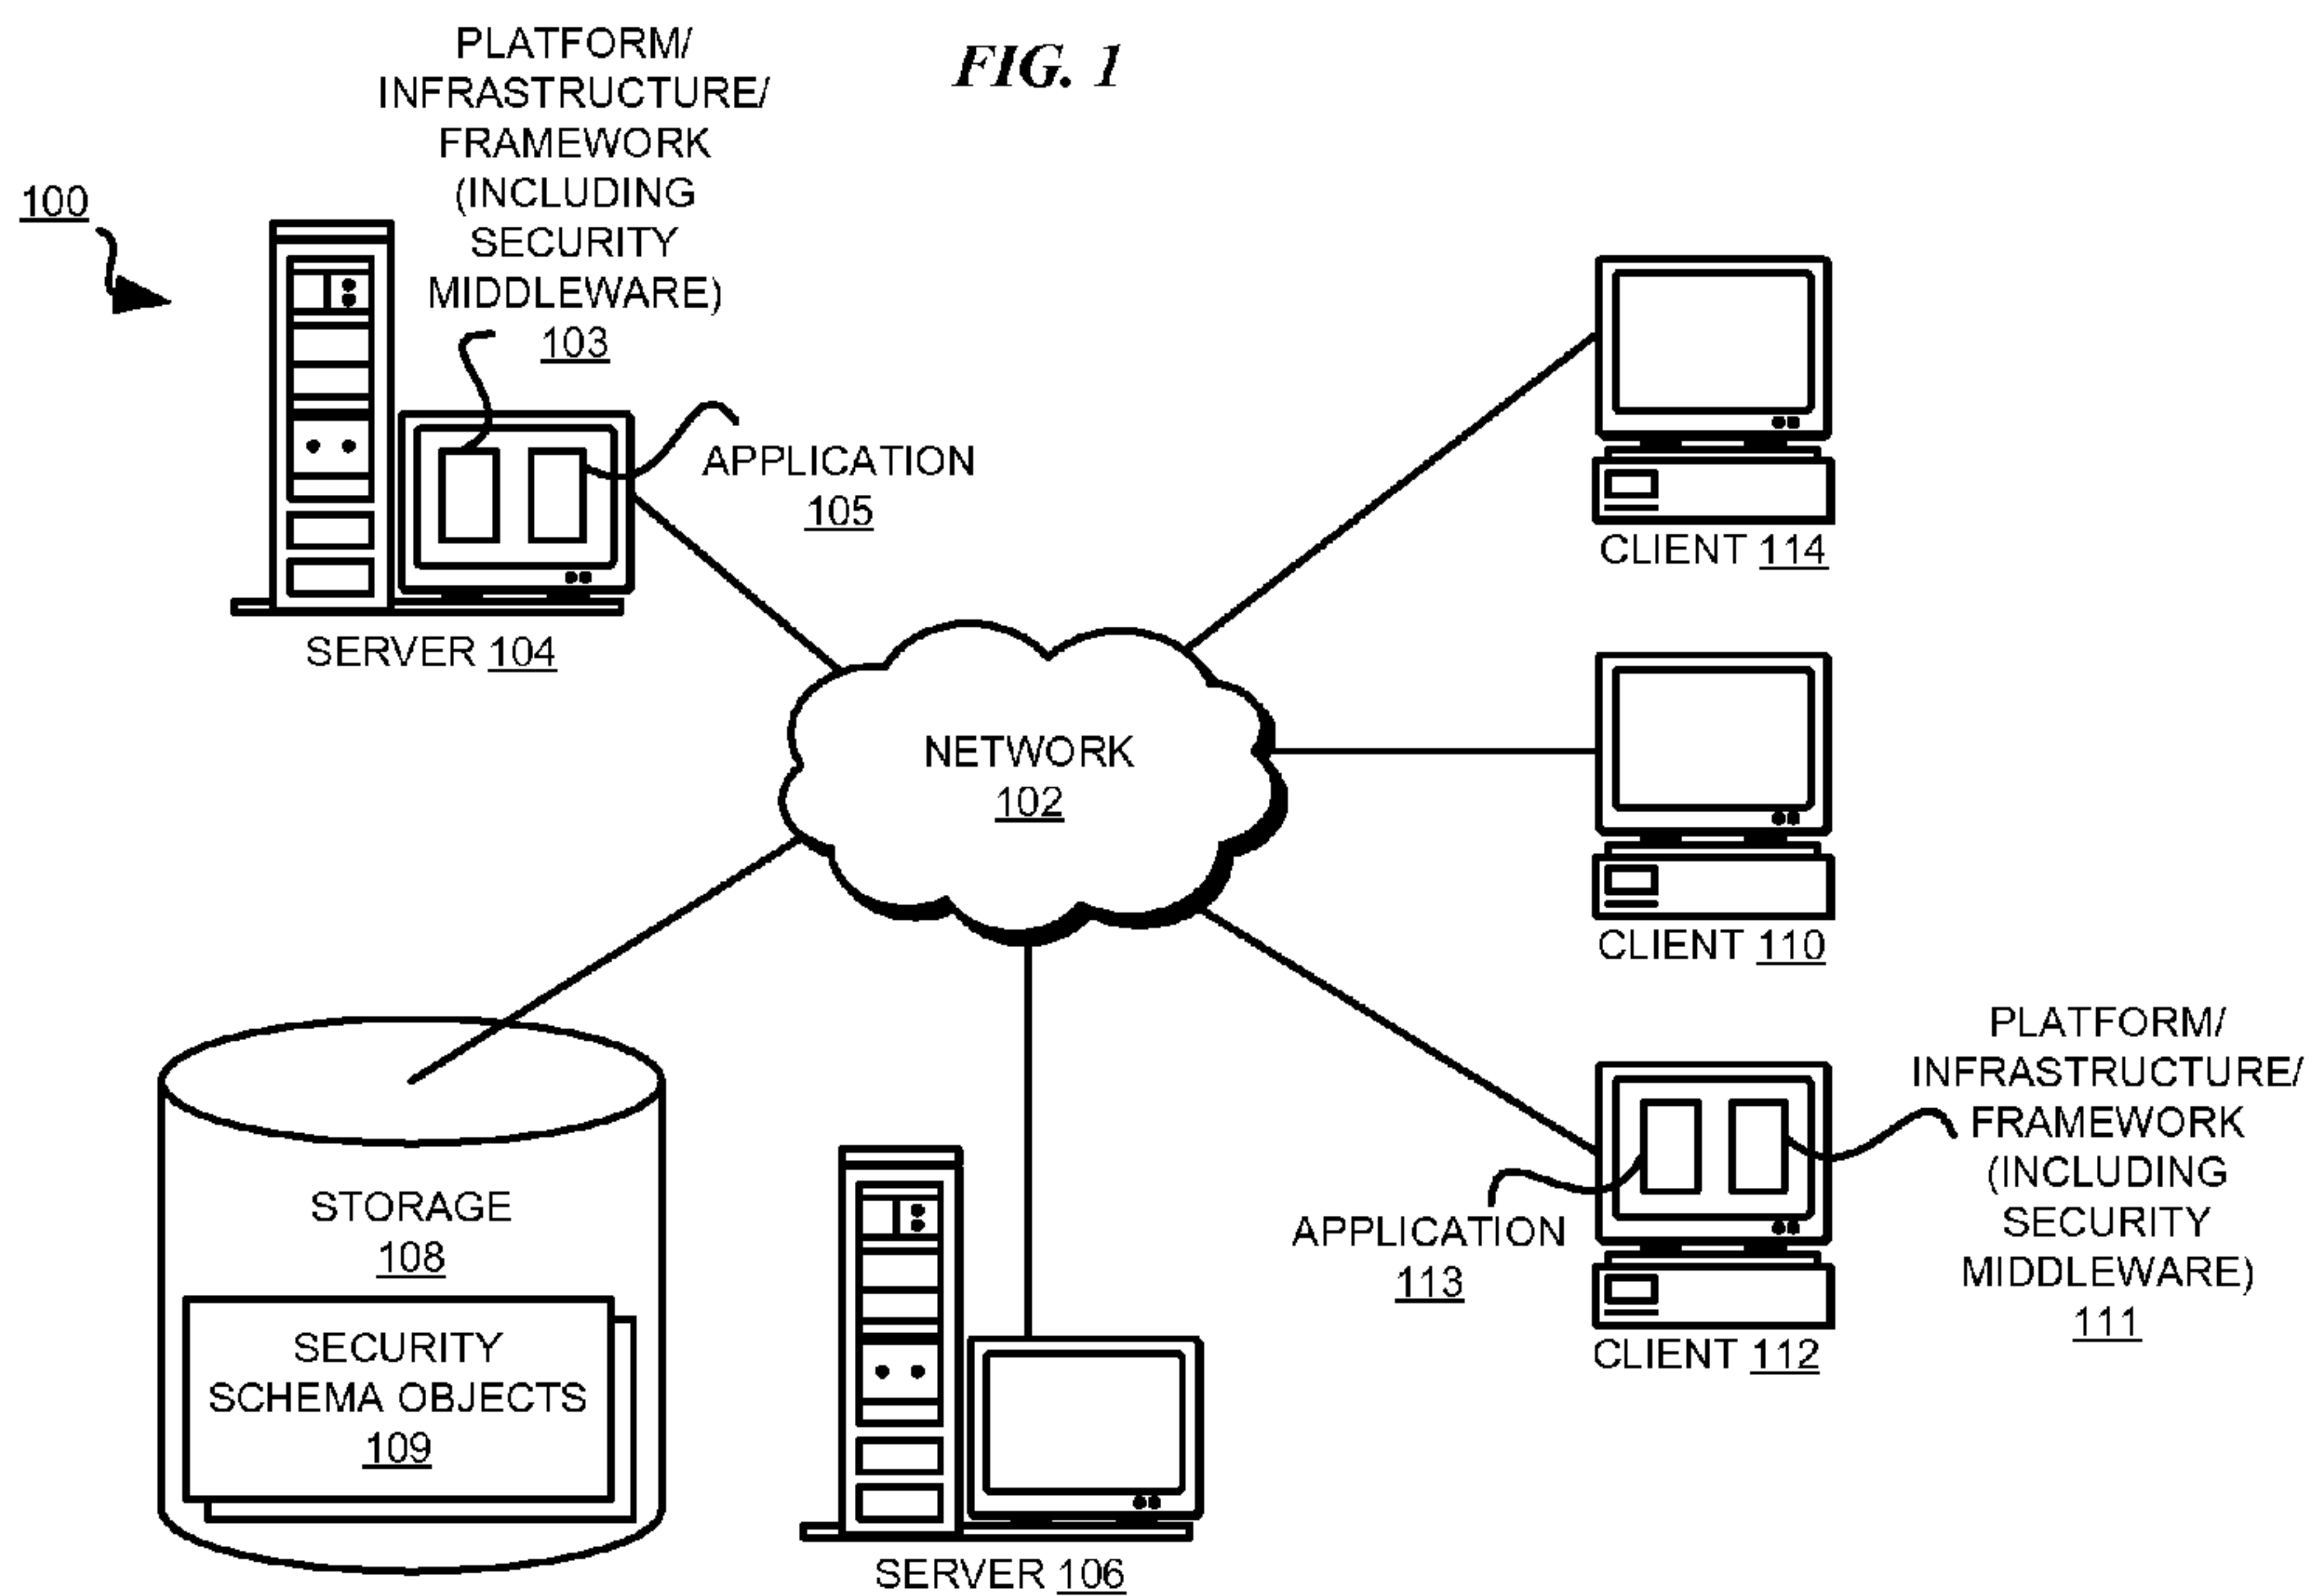 FIG. 1
100
PLATFORM/
INFRASTRUCTURE/
FRAMEWORK
(INCLUDING
SECURITY
MIDDLEWARE)
103
APPLICATION
105
SERVER 104
CLIENT 114
NETWORK
102
CLIENT 110
STORAGE
108
SECURITY
SCHEMA OBJECTS
109
SERVER 106
APPLICATION
113
CLIENT 112
PLATFORM/
INFRASTRUCTURE/
FRAMEWORK
(INCLUDING
SECURITY
MIDDLEWARE)
111